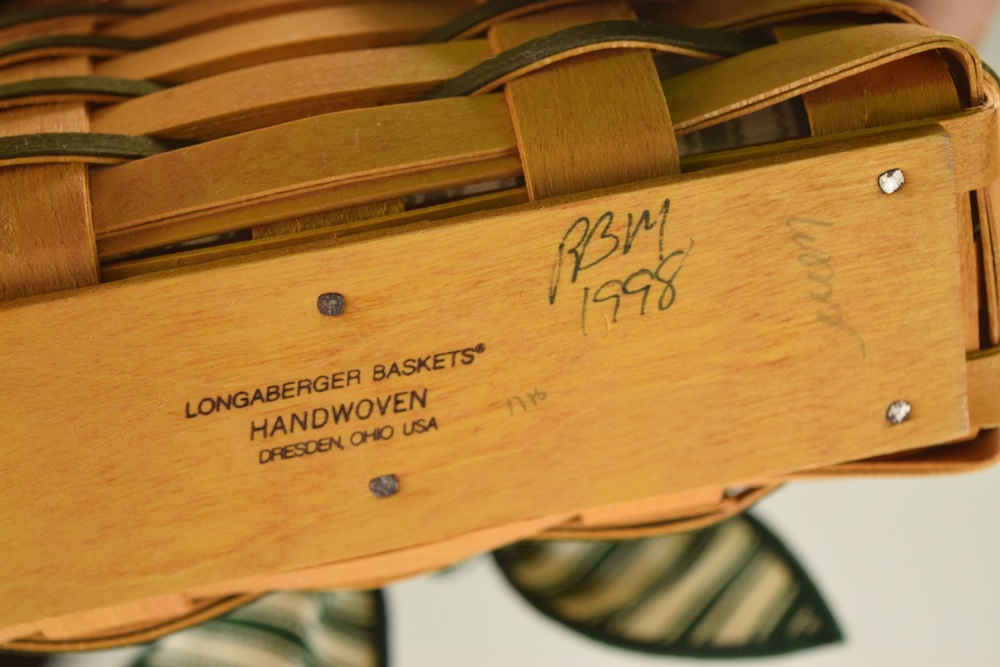 LONGABERGER BASKETS®
HANDWOVEN
DRESDEN, OHIO USA
RBM
1998